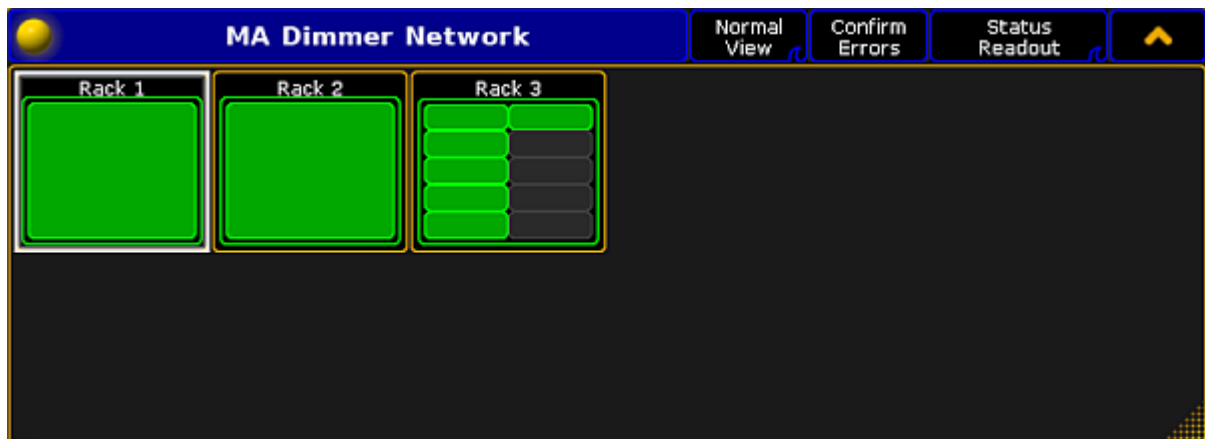 MA Dimmer Network
Normal
View
Confirm
Errors
Status
Readout
Rack 1
Rack 2
Rack 3